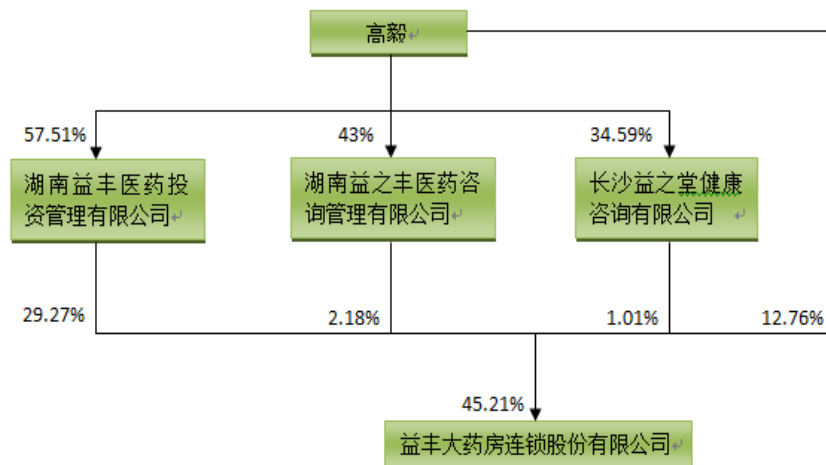 高毅
57.51%
43%
34.59%
湖南益丰医药投
资管理有限公司
湖南益之丰医药咨
询管理有限公司
长沙益之堂健康
咨询有限公司
29.27%
2.18%
1.01%
12.76%
45.21%
益丰大药房连锁股份有限公司